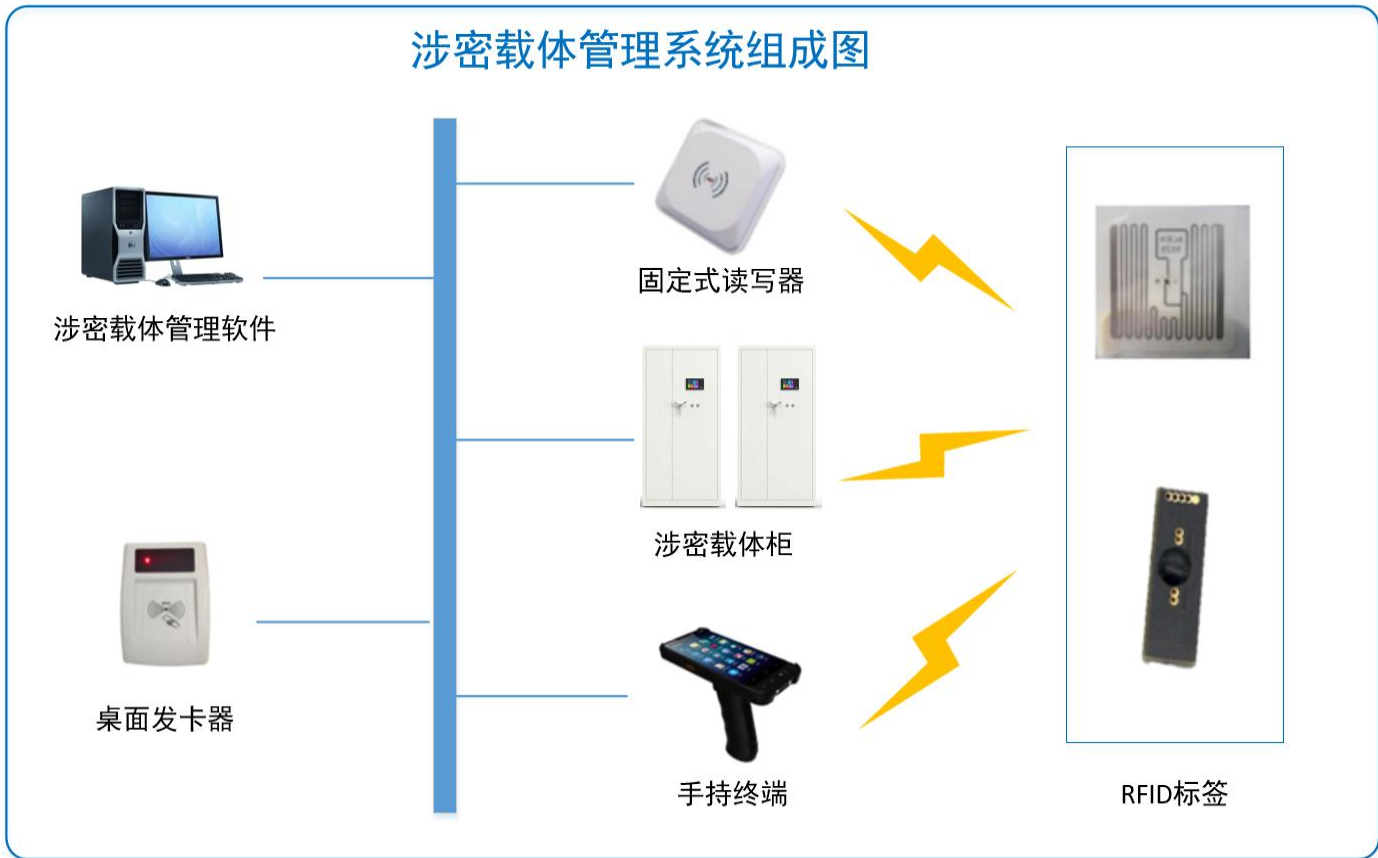 涉密载体管理系统组成图
固定式读写器
涉密载体管理软件
涉密载体柜
桌面发卡器
手持终端
RFID标签